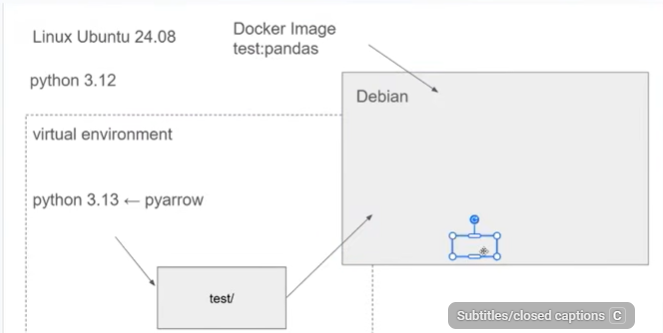 Linux Ubuntu 24.08
Docker Image
test:pandas
python 3.12
Debian
virtual environment
python 3.13 ← pyarrow
test/
Subtitles/closed captions C